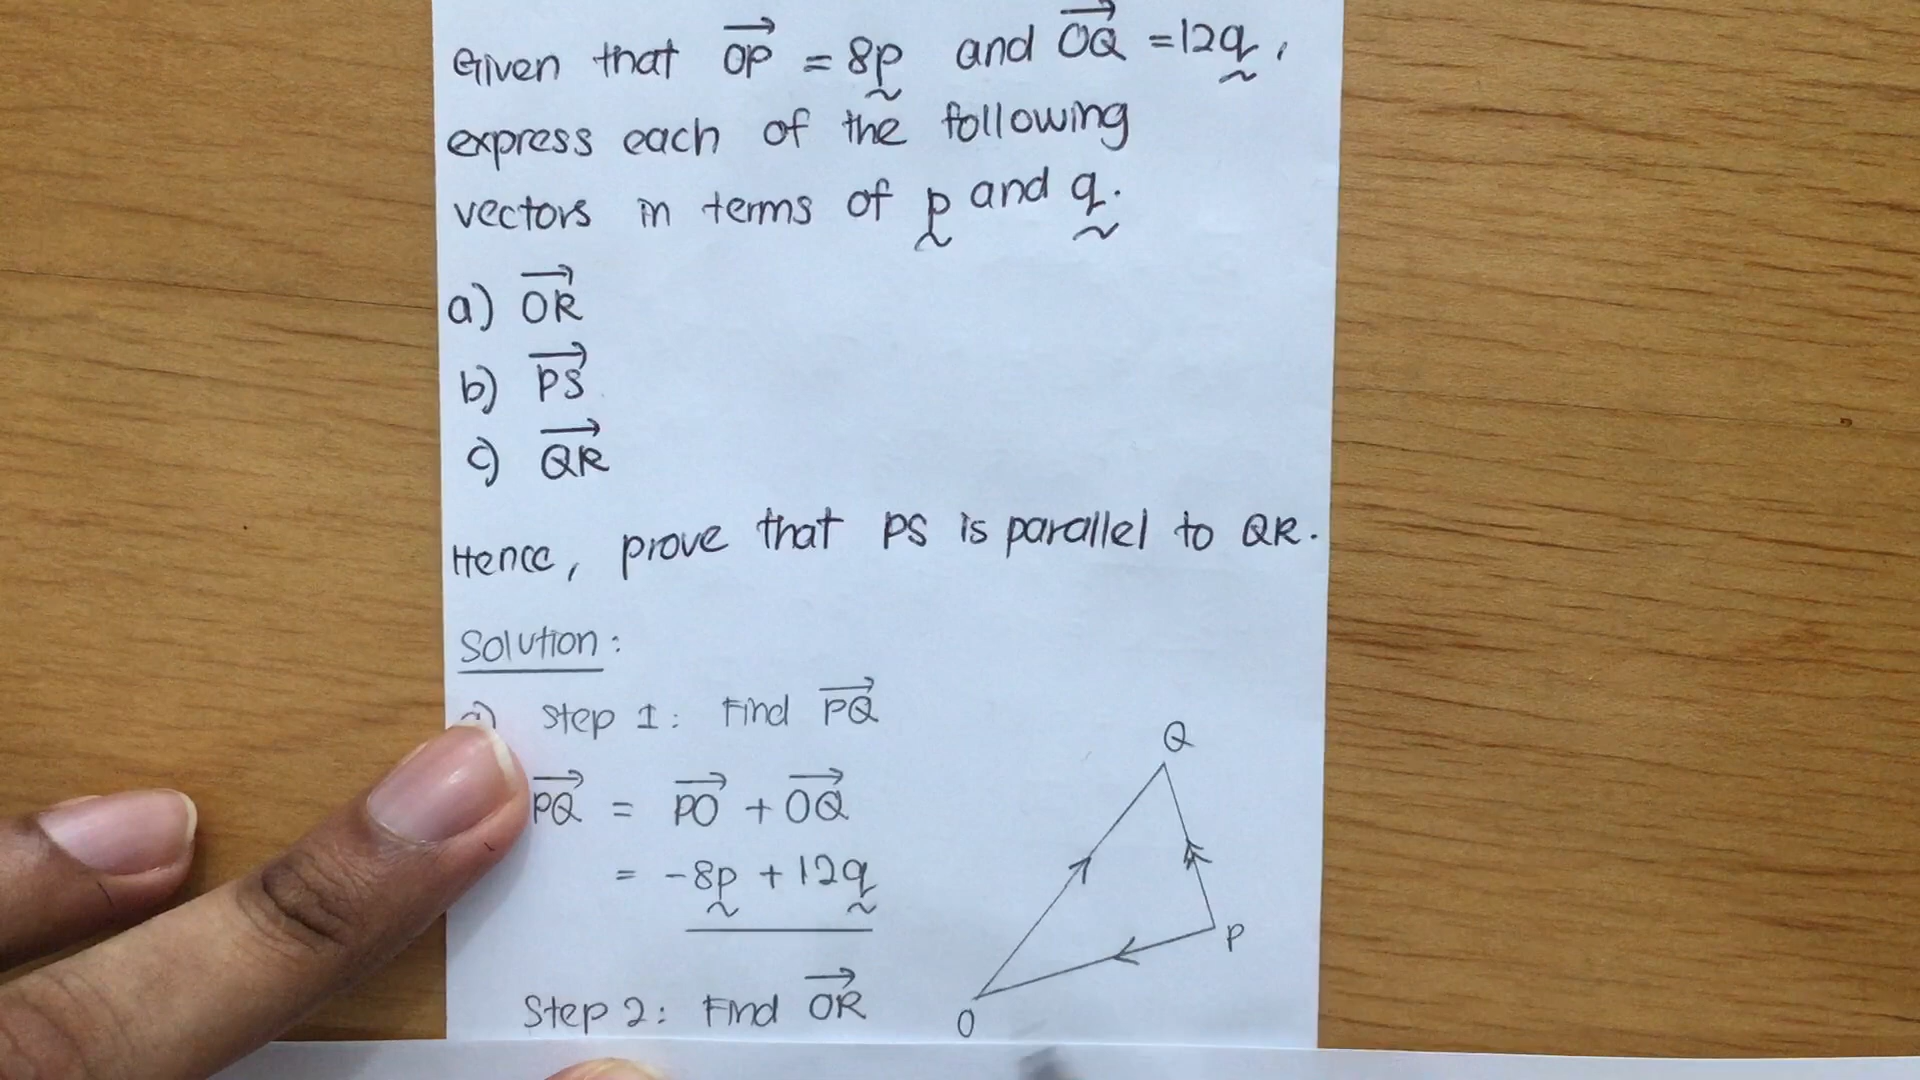 Given that OP = 8p and OQ = 12q,
express each of the following
vectors in terms of p and q.
a) OR
b) PS
c) QR
Hence, prove that PS is parallel to QR.
Solution:
a) Step 1: Find PQ
PQ = PO + OQ
= -8p + 12q
Step 2: Find OR
Q
P
O